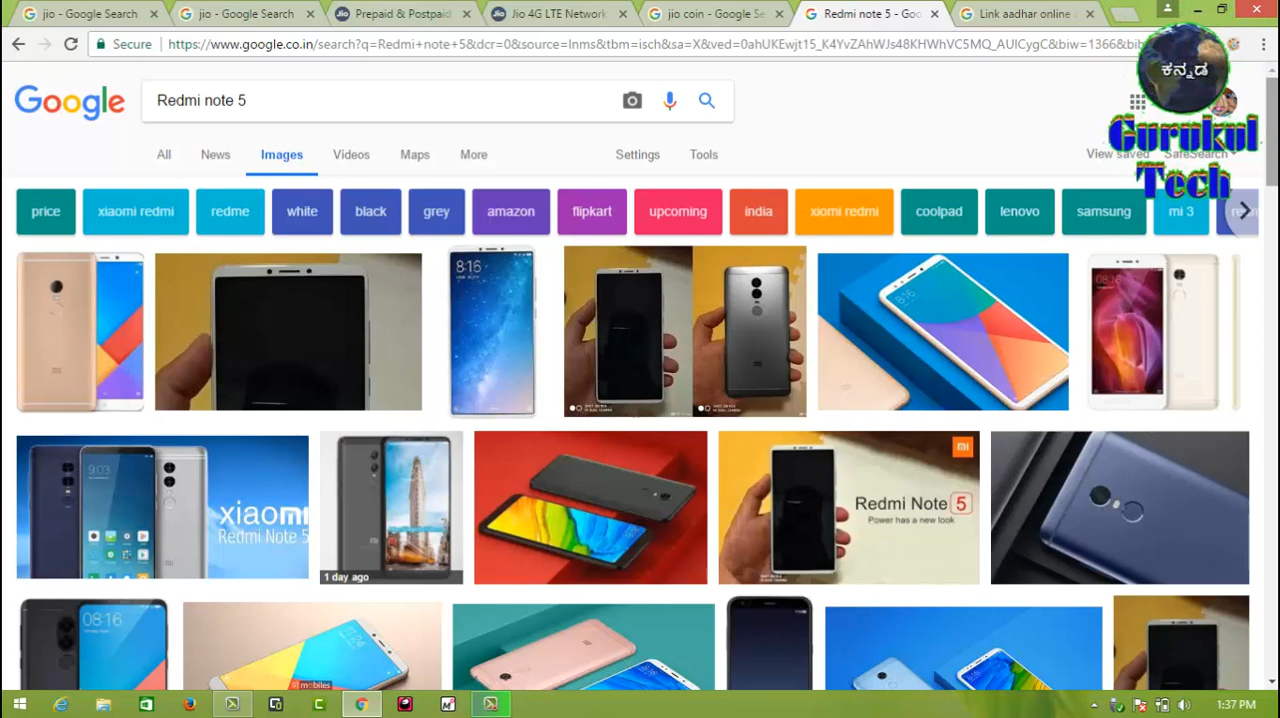 jio - Google Search
jio - Google Search
Prepaid & Postpaid
Jio 4G LTE Network
jio coin - Google Se
Redmi note 5 - Goo
Link aadhar online
Secure
https://www.google.co.in/search?q=Redmi+note+5&dcr=0&source=lnms&tbm=isch&sa=X&ved=0ahUKEwjt15_K4YvZAhWJs48KHWhVC5MQ_AUICygC&biw=1366&bih
ಕನ್ನಡ
Gurukul
Tech
Google
Redmi note 5
All
News
Images
Videos
Maps
More
Settings
Tools
View saved
SafeSearch
price
xiaomi redmi
redme
white
black
grey
amazon
flipkart
upcoming
india
xiomi redmi
coolpad
lenovo
samsung
mi 3
8:16
9:03
xiaomi
Redmi Note 5
1 day ago
Redmi Note 5
Power has a new look
08:16
mobiles
1:37 PM